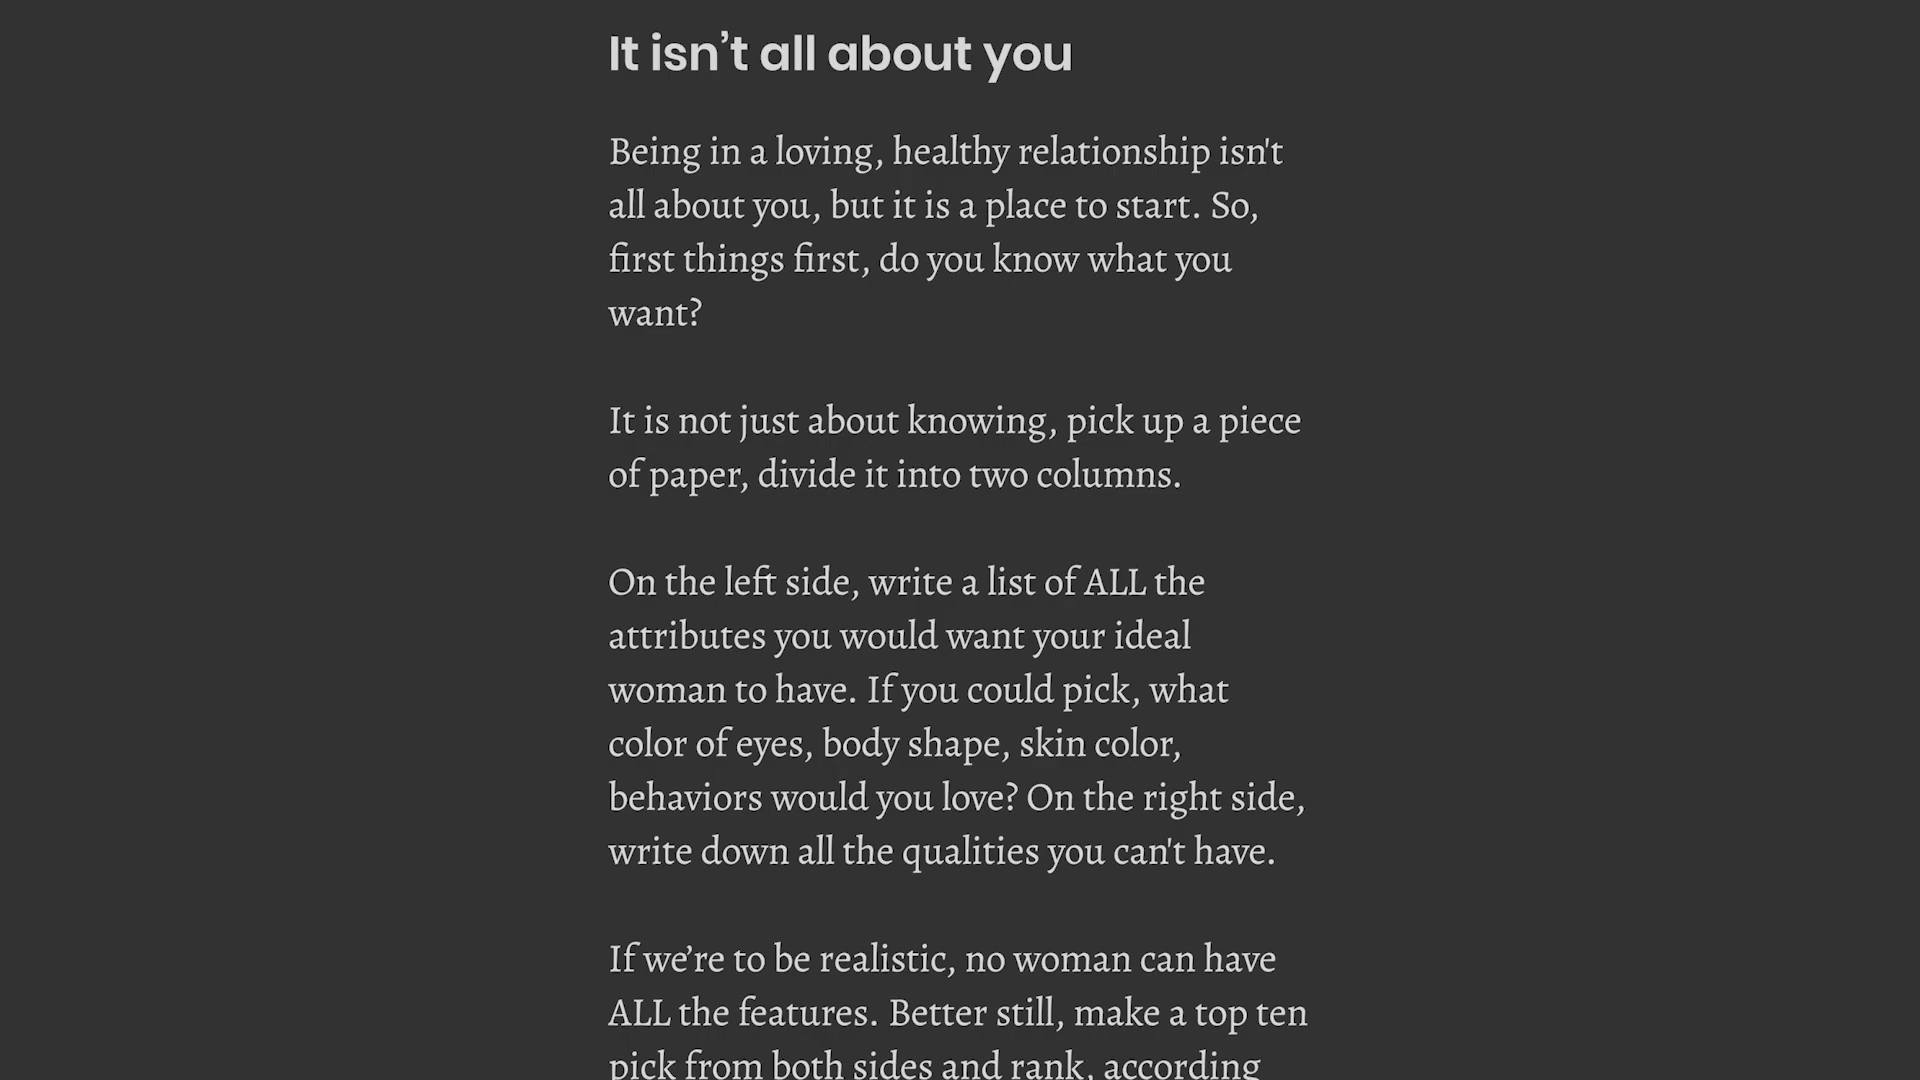 It isn’t all about you
Being in a loving, healthy relationship isn't
all about you, but it is a place to start. So,
first things first, do you know what you
want?
It is not just about knowing, pick up a piece
of paper, divide it into two columns.
On the left side, write a list of ALL the
attributes you would want your ideal
woman to have. If you could pick, what
color of eyes, body shape, skin color,
behaviors would you love? On the right side,
write down all the qualities you can't have.
If we’re to be realistic, no woman can have
ALL the features. Better still, make a top ten
pick from both sides and rank, according